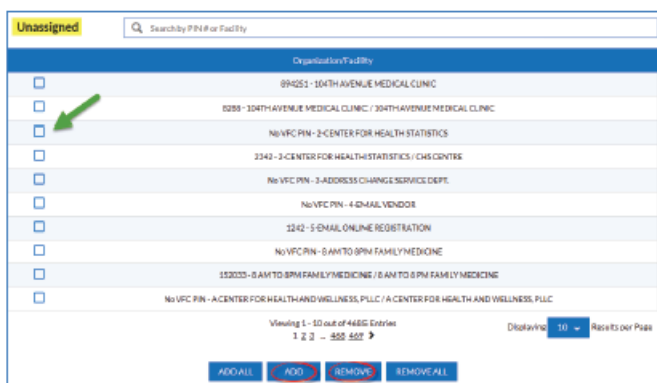 Unassigned
Search by PIN # or Facility
Organization/Facility
894251 - 104TH AVENUE MEDICAL CLINIC
8288 - 104TH AVENUE MEDICAL CLINIC / 104TH AVENUE MEDICAL CLINIC
No VFC PIN - 2-CENTER FOR HEALTH STATISTICS
2342 - 2-CENTER FOR HEALTH STATISTICS / CHS CENTRE
No VFC PIN - 3-ADDRESS CHANGE SERVICE DEPT.
No VFC PIN - 4-EMAIL VENDOR
1242 - 5-EMAIL ONLINE REGISTRATION
No VFC PIN - 8 AM TO 8PM FAMILY MEDICINE
152033 - 8 AM TO 8PM FAMILY MEDICINE / 8 AM TO 8 PM FAMILY MEDICINE
No VFC PIN - A CENTER FOR HEALTH AND WELLNESS, PLLC / A CENTER FOR HEALTH AND WELLNESS, PLLC
Viewing 1 - 10 out of 4685 Entries
1 2 3 ... 468 469
Displaying 10 Results per Page
ADD ALL ADD REMOVE REMOVE ALL